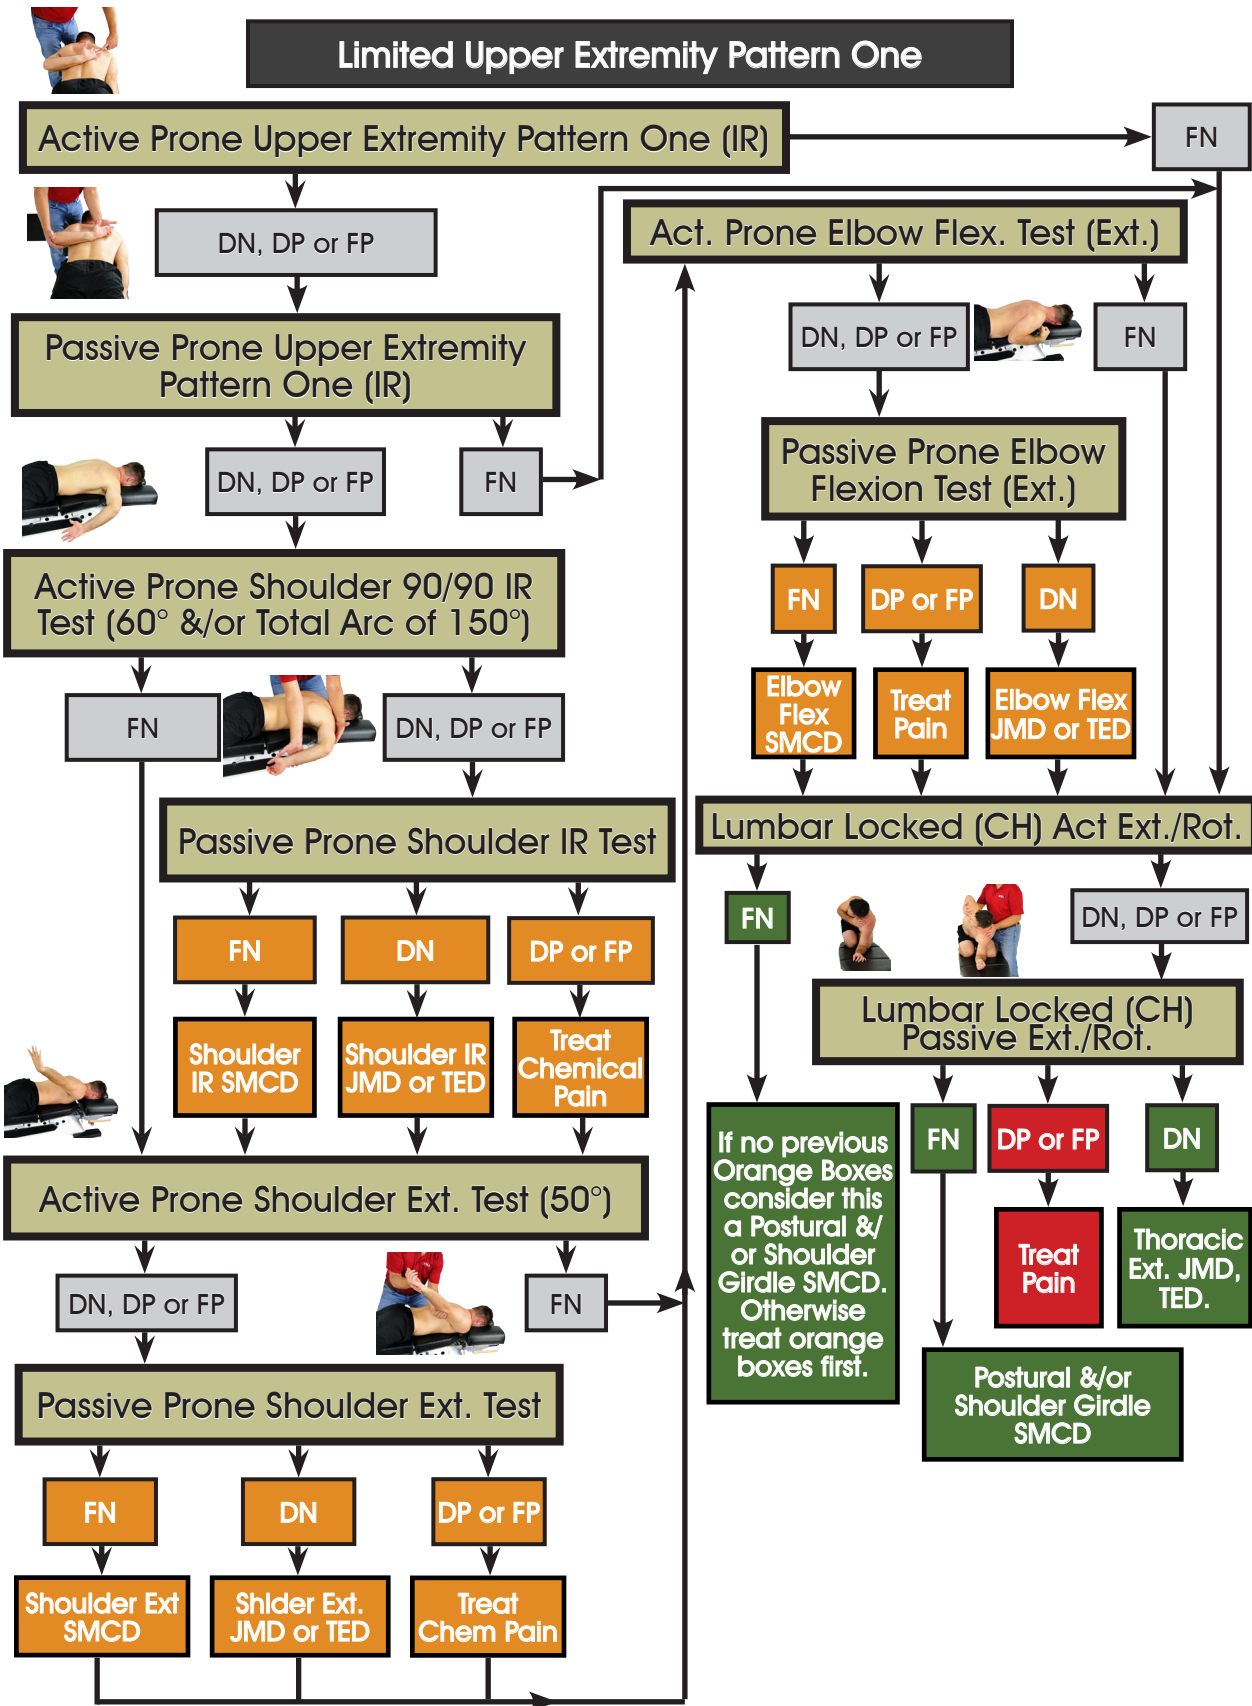 Limited Upper Extremity Pattern One
Active Prone Upper Extremity Pattern One (IR)
FN
DN, DP or FP
Passive Prone Upper Extremity
Pattern One (IR)
DN, DP or FP
FN
Active Prone Shoulder 90/90 IR
Test (60° &/or Total Arc of 150°)
FN
DN, DP or FP
Passive Prone Shoulder IR Test
FN
DN
DP or FP
Shoulder
IR SMCD
Shoulder IR
JMD or TED
Treat
Chemical
Pain
Active Prone Shoulder Ext. Test (50°)
DN, DP or FP
FN
Passive Prone Shoulder Ext. Test
FN
DN
DP or FP
Shoulder Ext
SMCD
Shlder Ext.
JMD or TED
Treat
Chem Pain
Act. Prone Elbow Flex. Test (Ext.)
DN, DP or FP
FN
Passive Prone Elbow
Flexion Test (Ext.)
FN
DP or FP
DN
Elbow
Flex
SMCD
Treat
Pain
Elbow Flex
JMD or TED
Lumbar Locked (CH) Act Ext./Rot.
FN
DN, DP or FP
Lumbar Locked (CH)
Passive Ext./Rot.
If no previous
Orange Boxes
consider this
a Postural &/
or Shoulder
Girdle SMCD.
Otherwise
treat orange
boxes first.
FN
DP or FP
DN
Treat
Pain
Thoracic
Ext. JMD,
TED.
Postural &/or
Shoulder Girdle
SMCD